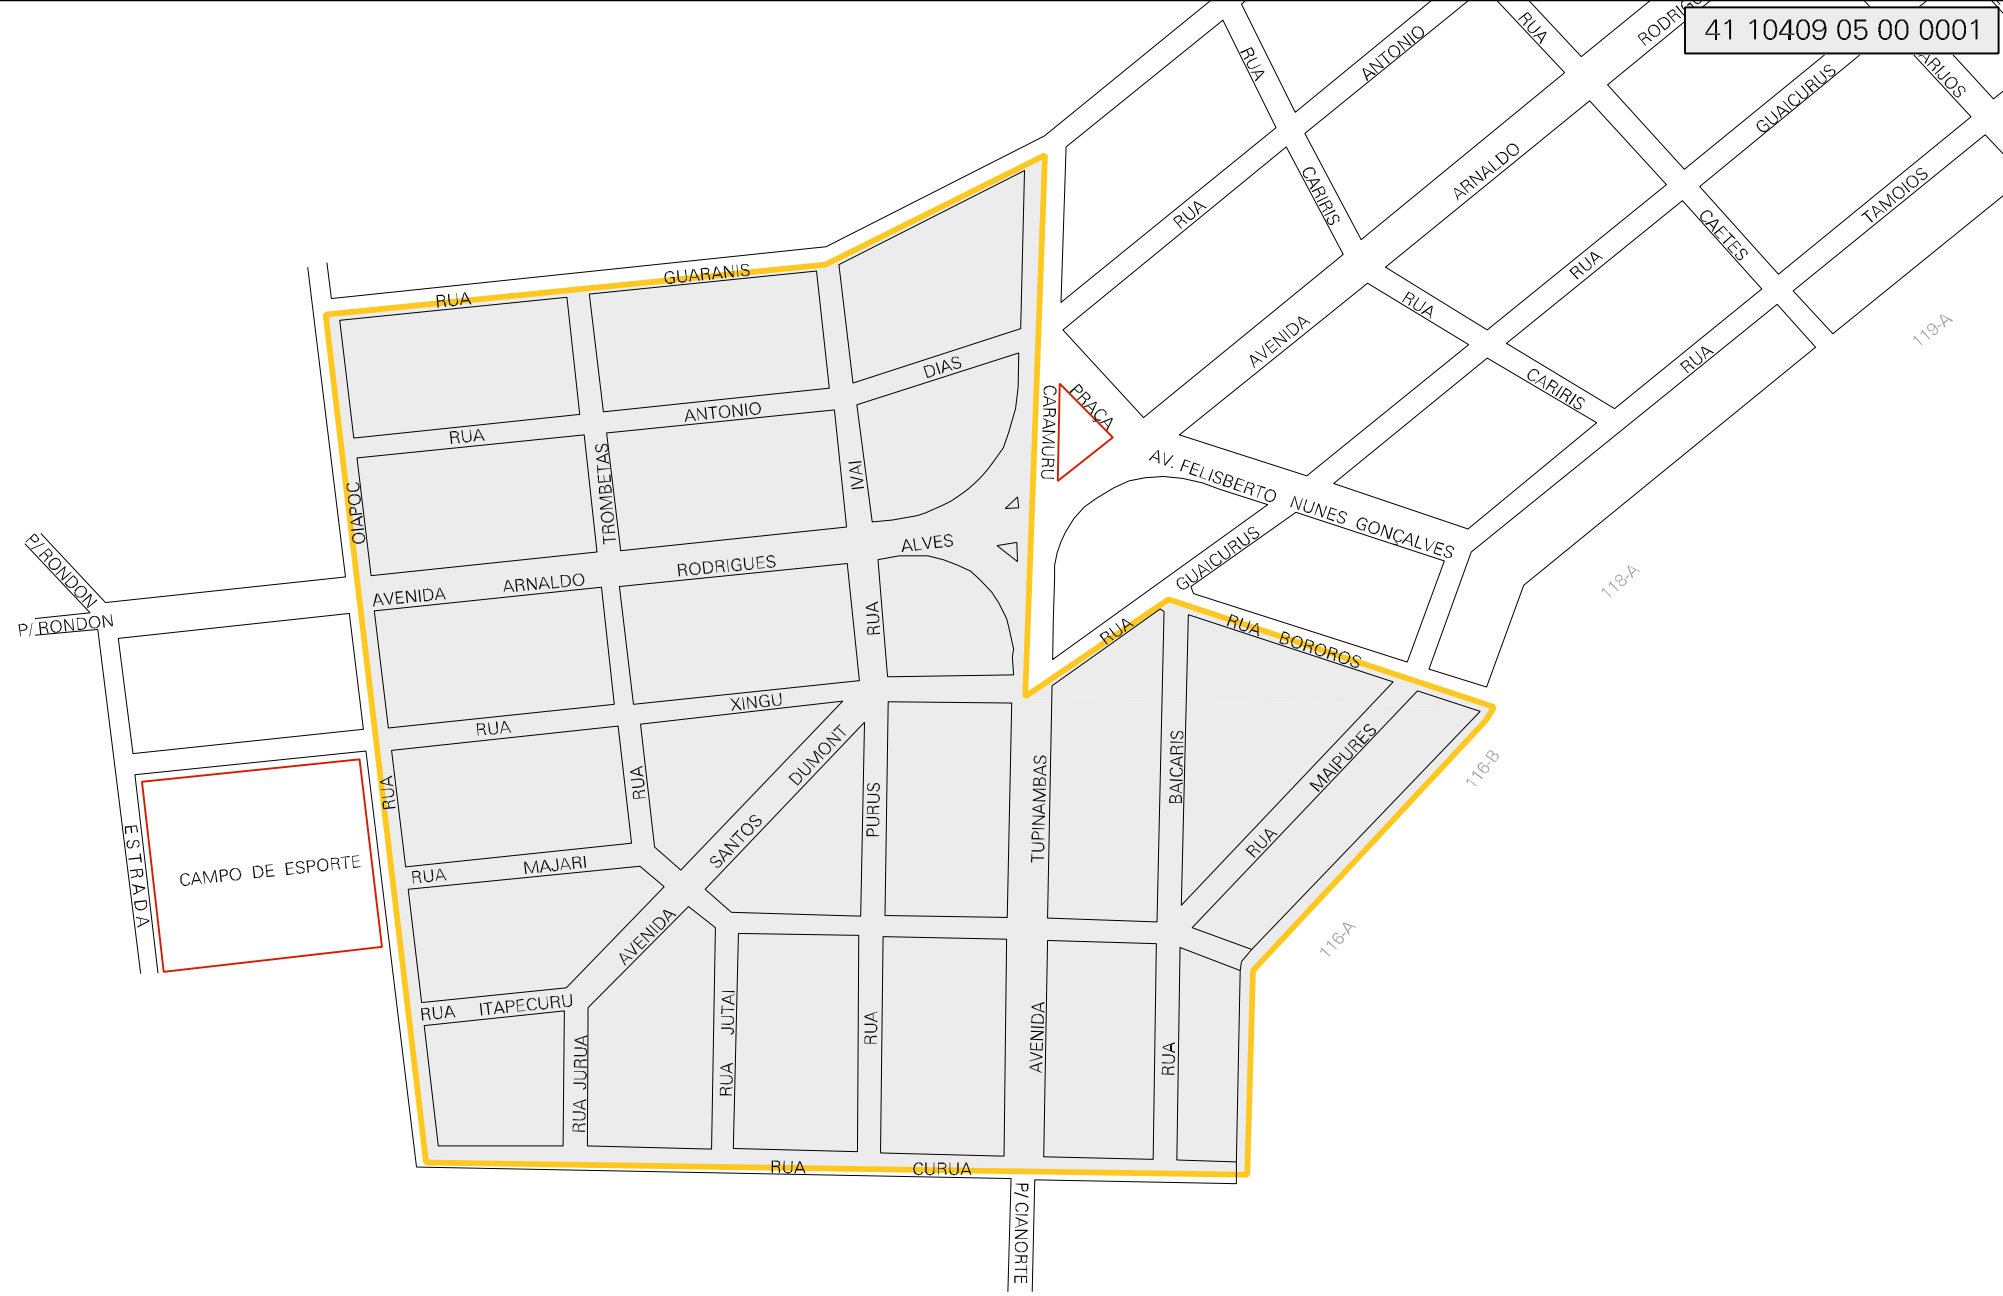 41 10409 05 00 0001
RUA
ANTONIO
RUA
GUAICURUS
TAMOIOS
ARNALDO
CARIRIS
RUA
CAETES
RUA
RUA
AVENIDA
RUA
CARIRIS
119-A
118-A
RUA
GUARANIS
DIAS
ANTONIO
RUA
PRAÇA
CARAMURU
OIAPOC
TROMBETAS
IVAI
AV. FELISBERTO NUNES GONÇALVES
GUAICURUS
RUA
P/ RONDON
P/ RONDON
ALVES
RODRIGUES
ARNALDO
AVENIDA
RUA
RUA BOROROS
XINGU
RUA
RUA
RUA
DUMONT
SANTOS
AVENIDA
PURUS
TUPINAMBAS
BAICARIS
MAIPURES
RUA
116-B
116-A
ESTRADA
CAMPO DE ESPORTE
RUA MAJARI
RUA ITAPECURU
RUA JURUA
RUA JUTAI
RUA
AVENIDA
RUA
RUA CURUA
P/ CIANORTE